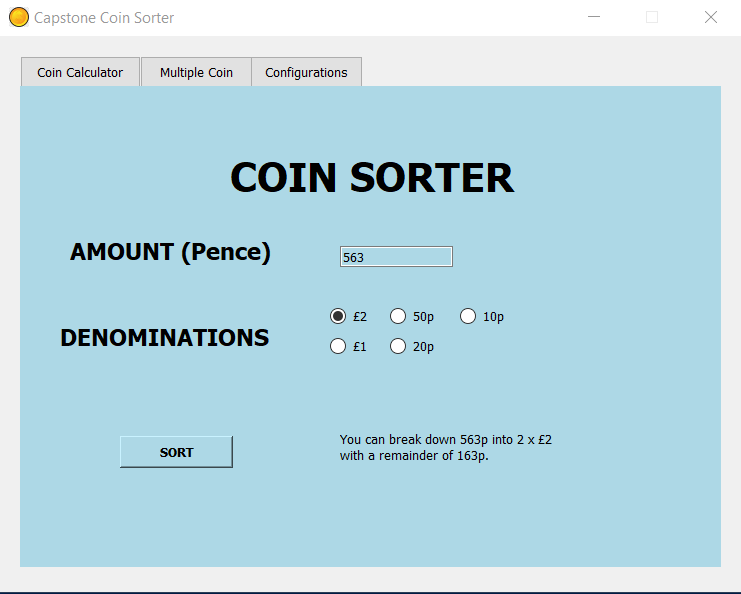 Capstone Coin Sorter
Coin Calculator Multiple Coin Configurations
COIN SORTER
AMOUNT (Pence) 563
£2 50p 10p
DENOMINATIONS
£1 20p
You can break down 563p into 2 x £2
SORT
with a remainder of 163p.